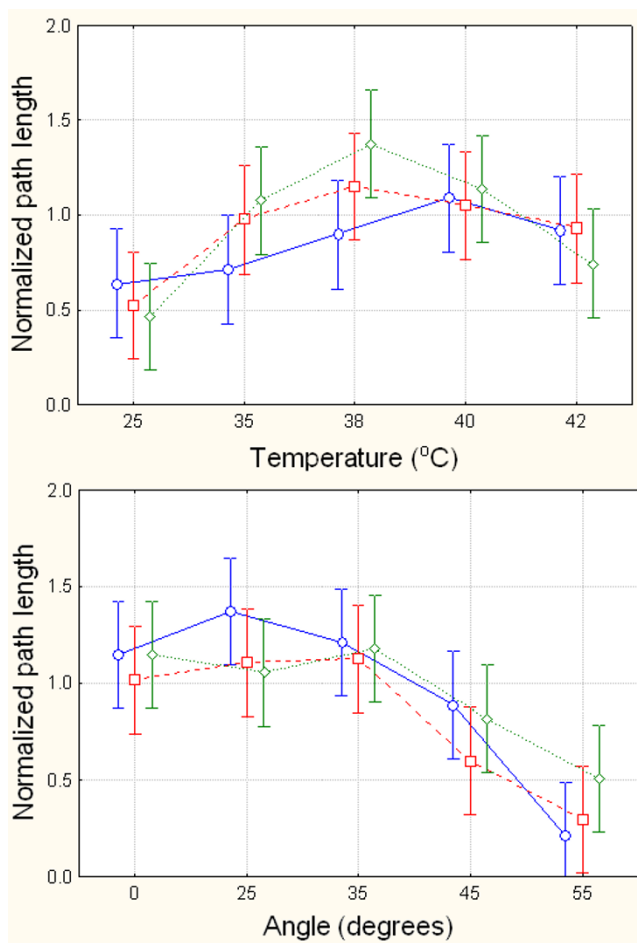 2.0
1.5
1.0
0.5
0.0
Normalized path length
25 35 38 40 42
Temperature (⁰C)
2.0
1.5
1.0
0.5
0.0
Normalized path length
0 25 35 45 55
Angle (degrees)